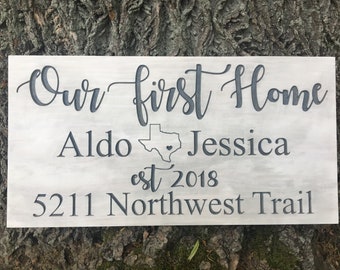 Our first Home
Aldo Jessica
est 2018
5211 Northwest Trail